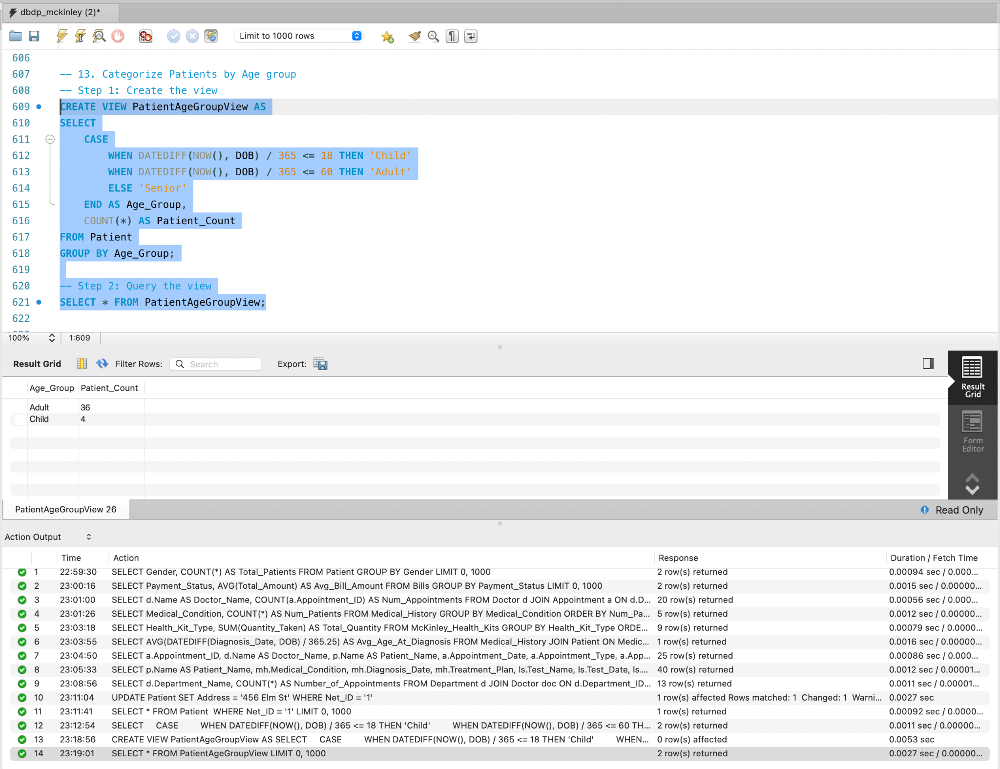 dbdp_mckinley (2)*
Limit to 1000 rows
606
607 -- 13. Categorize Patients by Age group
608 -- Step 1: Create the view
609 CREATE VIEW PatientAgeGroupView AS
610 SELECT
611 CASE
612 WHEN DATEDIFF(NOW(), DOB) / 365 <= 18 THEN 'Child'
613 WHEN DATEDIFF(NOW(), DOB) / 365 <= 60 THEN 'Adult'
614 ELSE 'Senior'
615 END AS Age_Group,
616 COUNT(*) AS Patient_Count
617 FROM Patient
618 GROUP BY Age_Group;
619
620 -- Step 2: Query the view
621 SELECT * FROM PatientAgeGroupView;
622
100% 1:609
Result Grid Filter Rows: Search Export:
Result Grid
Form Editor
Age_Group Patient_Count
Adult 36
Child 4
PatientAgeGroupView 26 Read Only
Action Output
Time Action Response Duration / Fetch Time
1 22:59:30 SELECT Gender, COUNT(*) AS Total_Patients FROM Patient GROUP BY Gender LIMIT 0, 1000 2 row(s) returned 0.00094 sec / 0.000...
2 23:00:16 SELECT Payment_Status, AVG(Total_Amount) AS Avg_Bill_Amount FROM Bills GROUP BY Payment_Status LIMIT 0, 1000 2 row(s) returned 0.0015 sec / 0.00000...
3 23:01:00 SELECT d.Name AS Doctor_Name, COUNT(a.Appointment_ID) AS Num_Appointments FROM Doctor d JOIN Appointment a ON d.D... 20 row(s) returned 0.00056 sec / 0.000...
4 23:01:26 SELECT Medical_Condition, COUNT(*) AS Num_Patients FROM Medical_History GROUP BY Medical_Condition ORDER BY Num_Pa... 5 row(s) returned 0.0012 sec / 0.00000...
5 23:03:18 SELECT Health_Kit_Type, SUM(Quantity_Taken) AS Total_Quantity FROM McKinley_Health_Kits GROUP BY Health_Kit_Type ORDE... 9 row(s) returned 0.00079 sec / 0.0000...
6 23:03:55 SELECT AVG(DATEDIFF(Diagnosis_Date, DOB) / 365.25) AS Avg_Age_At_Diagnosis FROM Medical_History JOIN Patient ON Medic... 1 row(s) returned 0.0016 sec / 0.00000...
7 23:04:50 SELECT a.Appointment_ID, d.Name AS Doctor_Name, p.Name AS Patient_Name, a.Appointment_Date, a.Appointment_Type, a.App... 25 row(s) returned 0.00086 sec / 0.000...
8 23:05:33 SELECT p.Name AS Patient_Name, mh.Medical_Condition, mh.Diagnosis_Date, mh.Treatment_Plan, ls.Test_Name, ls.Test_Date, ls.... 40 row(s) returned 0.0012 sec / 0.00001...
9 23:08:56 SELECT d.Department_Name, COUNT(*) AS Number_of_Appointments FROM Department d JOIN Doctor doc ON d.Department_ID... 13 row(s) returned 0.0011 sec / 0.00001...
10 23:11:04 UPDATE Patient SET Address = '456 Elm St' WHERE Net_ID = '1' 1 row(s) affected Rows matched: 1 Changed: 1 Warni... 0.0027 sec
11 23:11:41 SELECT * FROM Patient WHERE Net_ID = '1' LIMIT 0, 1000 1 row(s) returned 0.00092 sec / 0.0000...
12 23:12:54 SELECT CASE WHEN DATEDIFF(NOW(), DOB) / 365 <= 18 THEN 'Child' WHEN DATEDIFF(NOW(), DOB) / 365 <= 60 TH... 2 row(s) returned 0.0011 sec / 0.00000...
13 23:18:56 CREATE VIEW PatientAgeGroupView AS SELECT CASE WHEN DATEDIFF(NOW(), DOB) / 365 <= 18 THEN 'Child' WHEN... 0 row(s) affected 0.0053 sec
14 23:19:01 SELECT * FROM PatientAgeGroupView LIMIT 0, 1000 2 row(s) returned 0.0027 sec / 0.00000...